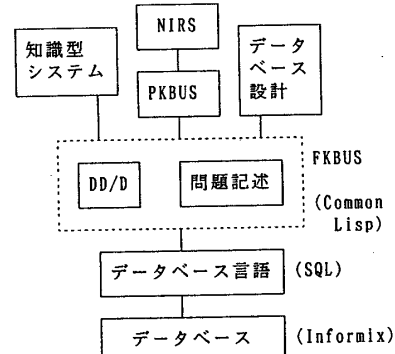 NIRS
知識型
システム
PKBUS
データ
ベース
設計
FKBUS
DD/D
問題記述
(Common
Lisp)
データベース言語
(SQL)
データベース
(Informix)